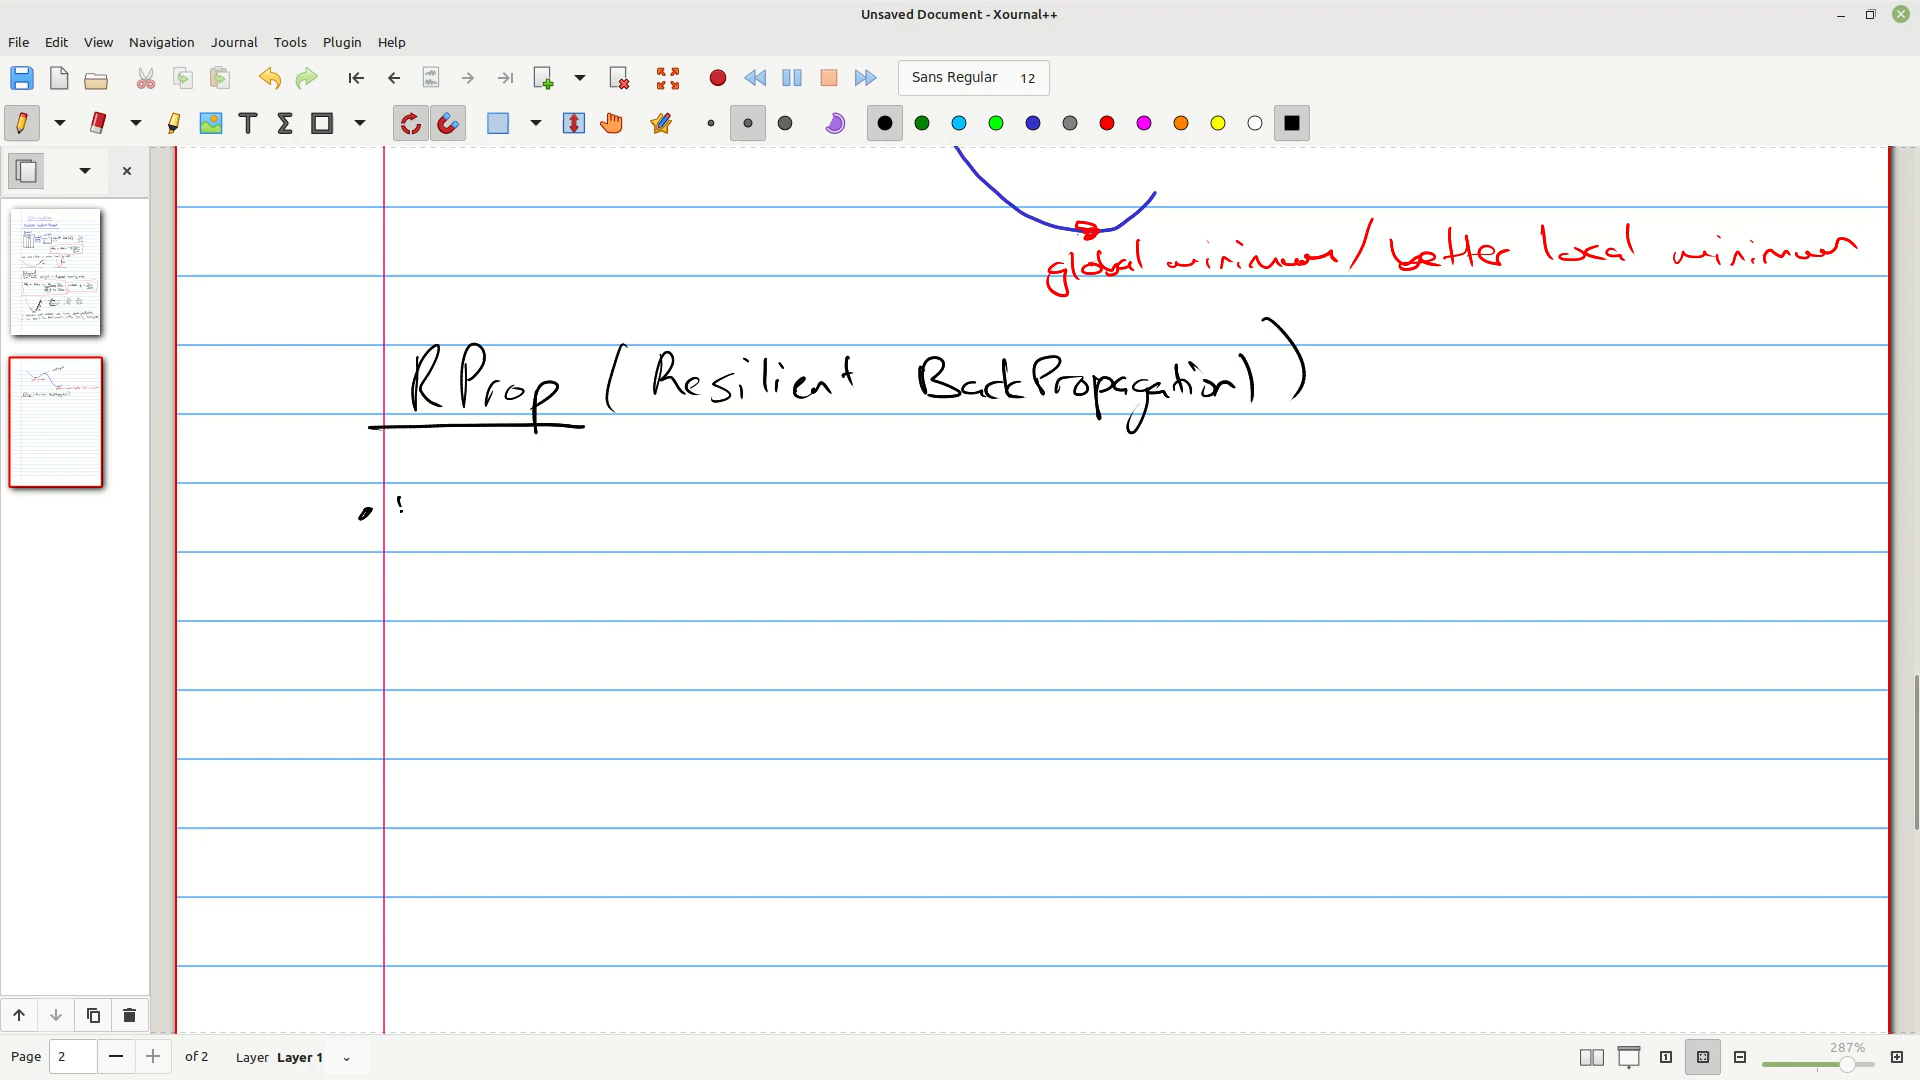 Unsaved Document - Xournal++
File Edit View Navigation Journal Tools Plugin Help
Sans Regular 12
global minimum / better local minimum
RProp (Resilient BackPropagation))
Page 2 of 2 Layer Layer 1 287%